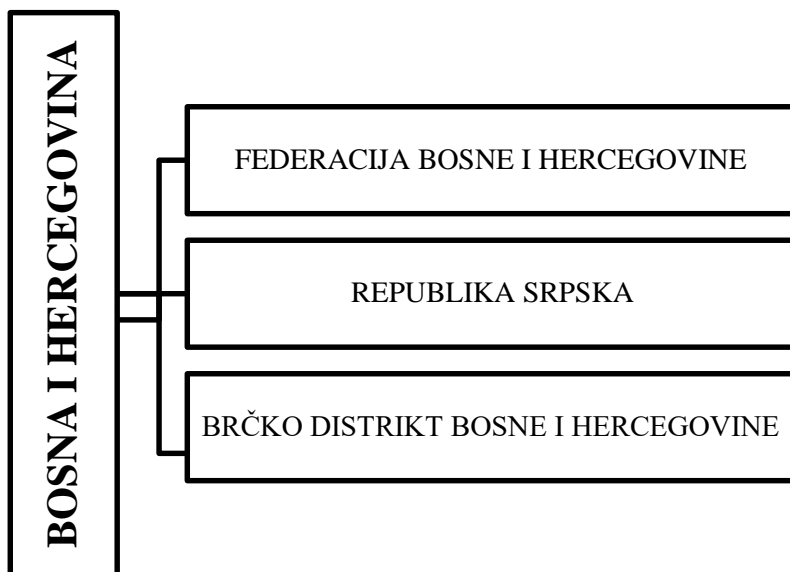 BOSNA I HERCEGOVINA
FEDERACIJA BOSNE I HERCEGOVINE
REPUBLIKA SRPSKA
BRČKO DISTRIKT BOSNE I HERCEGOVINE